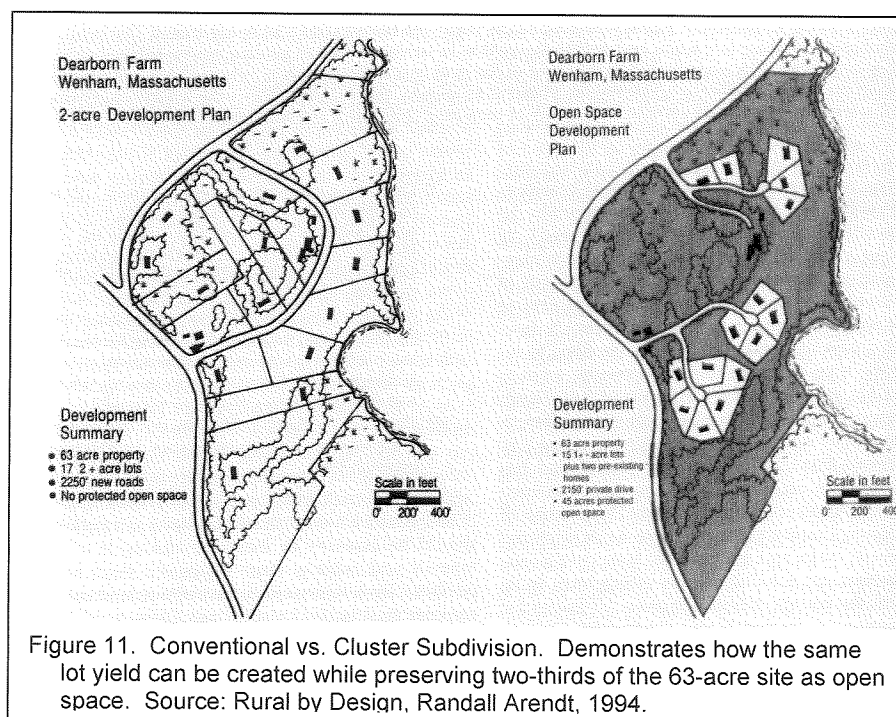 Dearborn Farm
Wenham, Massachusetts
2-acre Development Plan
Development
Summary
• 63 acre property
• 17 2 + acre lots
• 2250' new roads
• No protected open space
Scale in feet
0' 200' 400'
Dearborn Farm
Wenham, Massachusetts
Open Space
Development
Plan
Development
Summary
• 63 acre property
• 15 1+ - acre lots
plus two pre-existing
homes
• 2150' private drive
• 45 acres protected
open space
Scale in feet
0 200' 400
Figure 11. Conventional vs. Cluster Subdivision. Demonstrates how the same
lot yield can be created while preserving two-thirds of the 63-acre site as open
space. Source: Rural by Design, Randall Arendt, 1994.